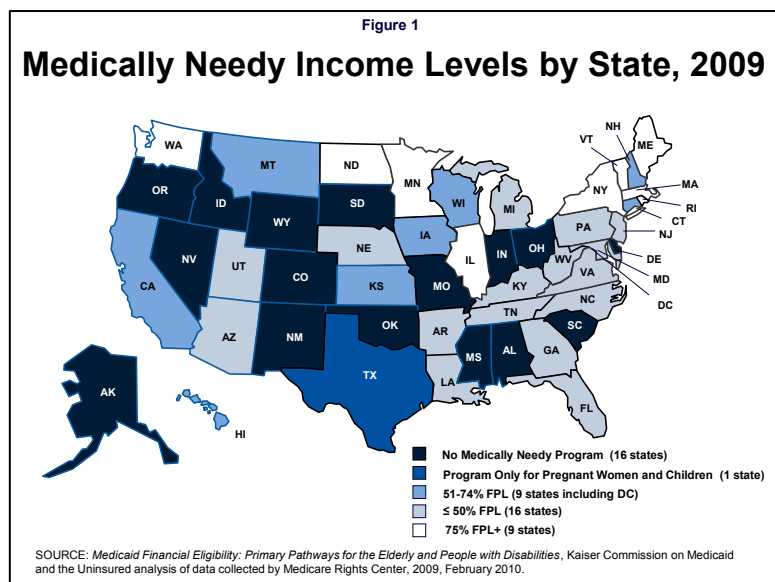 Figure 1
Medically Needy Income Levels by State, 2009
WA
MT
ND
MN
VT
NH
ME
OR
ID
WY
SD
WI
MI
NY
MA
RI
CT
NJ
PA
NV
UT
CO
NE
IA
IL
IN
OH
WV
VA
DE
MD
DC
CA
KS
MO
KY
NC
TN
AZ
NM
OK
AR
SC
MS
AL
GA
TX
LA
FL
AK
HI
No Medically Needy Program (16 states)
Program Only for Pregnant Women and Children (1 state)
51-74% FPL (9 states including DC)
≤ 50% FPL (16 states)
75% FPL+ (9 states)
SOURCE: Medicaid Financial Eligibility: Primary Pathways for the Elderly and People with Disabilities, Kaiser Commission on Medicaid
and the Uninsured analysis of data collected by Medicare Rights Center, 2009, February 2010.